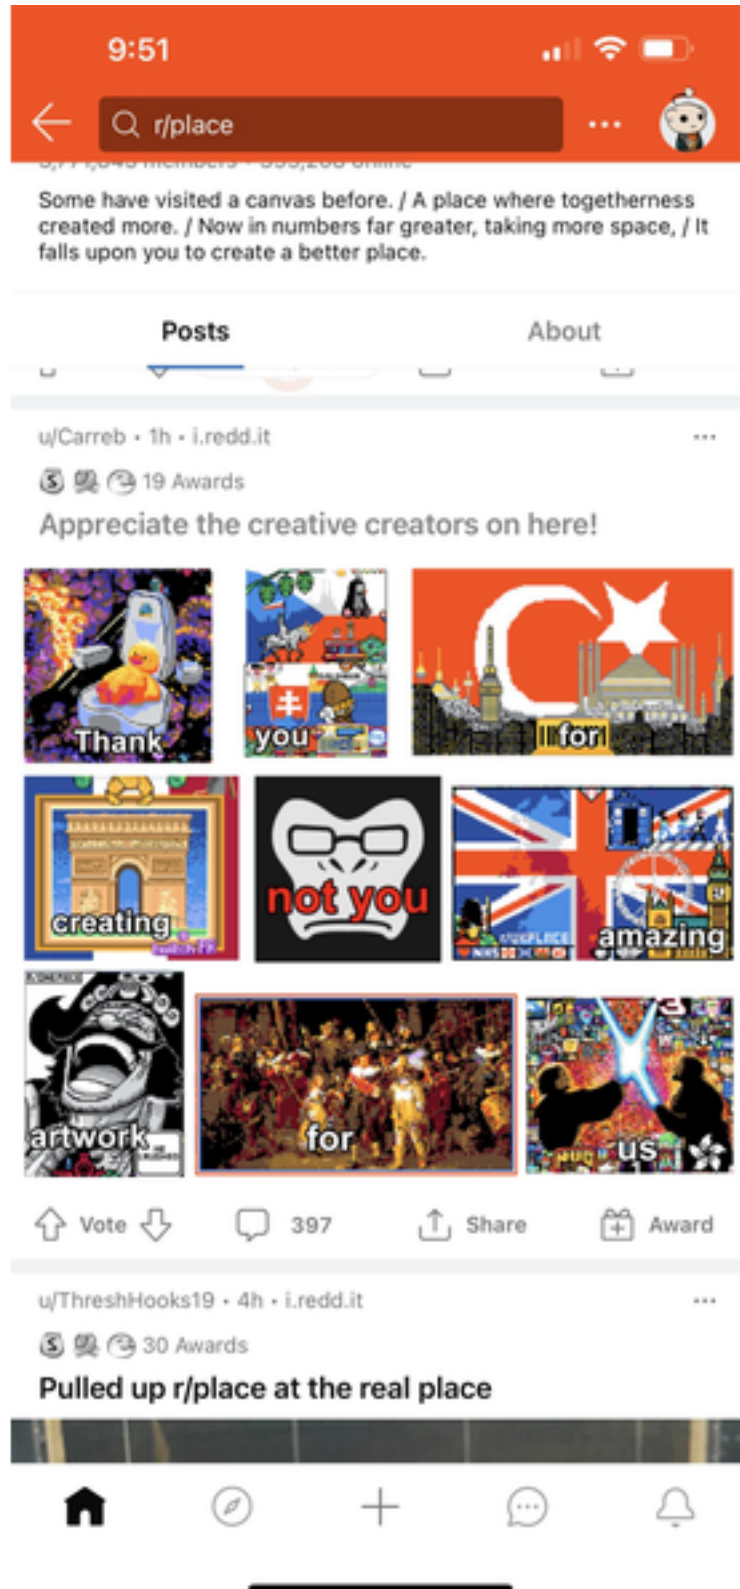 9:51
r/place
Some have visited a canvas before. / A place where togetherness
created more. / Now in numbers far greater, taking more space, / It
falls upon you to create a better place.
Posts
About
u/Carreb • 1h • i.redd.it
19 Awards
Appreciate the creative creators on here!
Thank
you
for
creating
not you
amazing
artwork
for
us
Vote
397
Share
Award
u/ThreshHooks19 • 4h • i.redd.it
30 Awards
Pulled up r/place at the real place